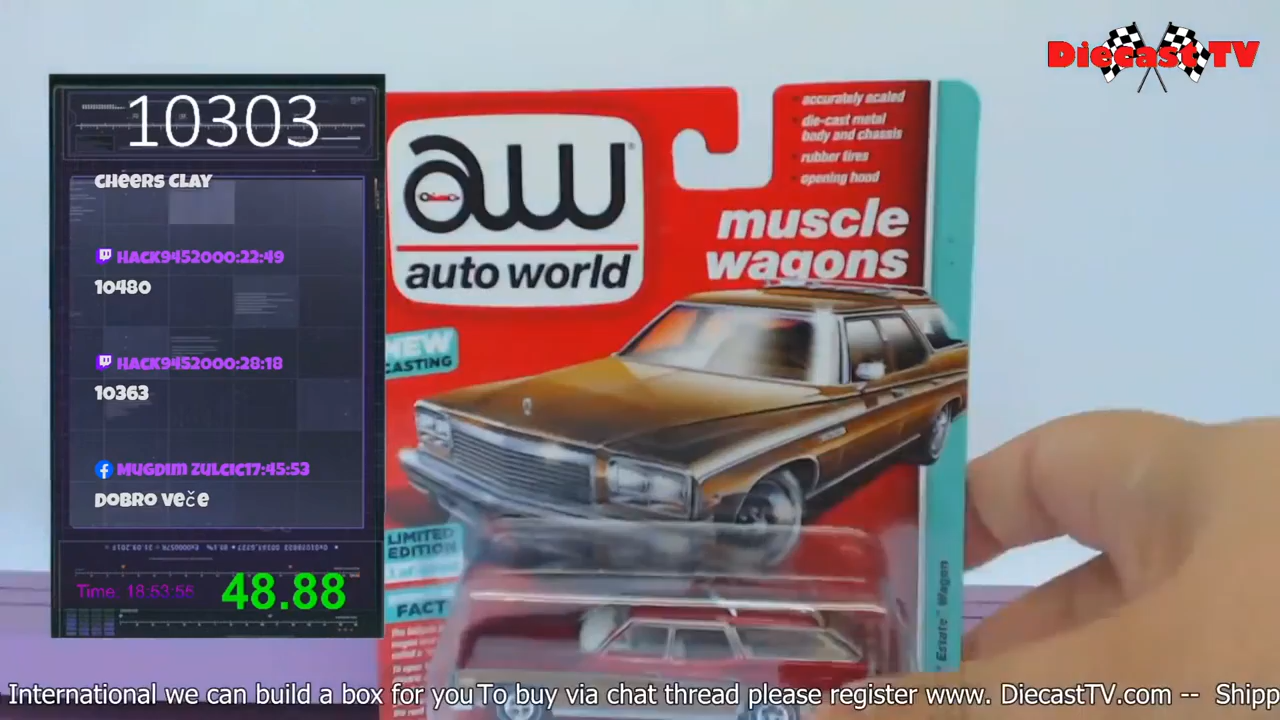 Diecast TV
10303
CHEERS CLAY
HACK9452000:22:49
10480
HACK9452000:28:18
10363
MUGDIM ZULCIC17:45:53
DOBRO VEČE
Time: 18:53:55
48.88
aw
auto world
accurately scaled
die-cast metal
body and chassis
rubber tires
opening hood
muscle
wagons
NEW
CASTING
LIMITED
EDITION
FACT
Estate Wagon
International we can build a box for you To buy via chat thread please register www. DiecastTV.com -- Shipp